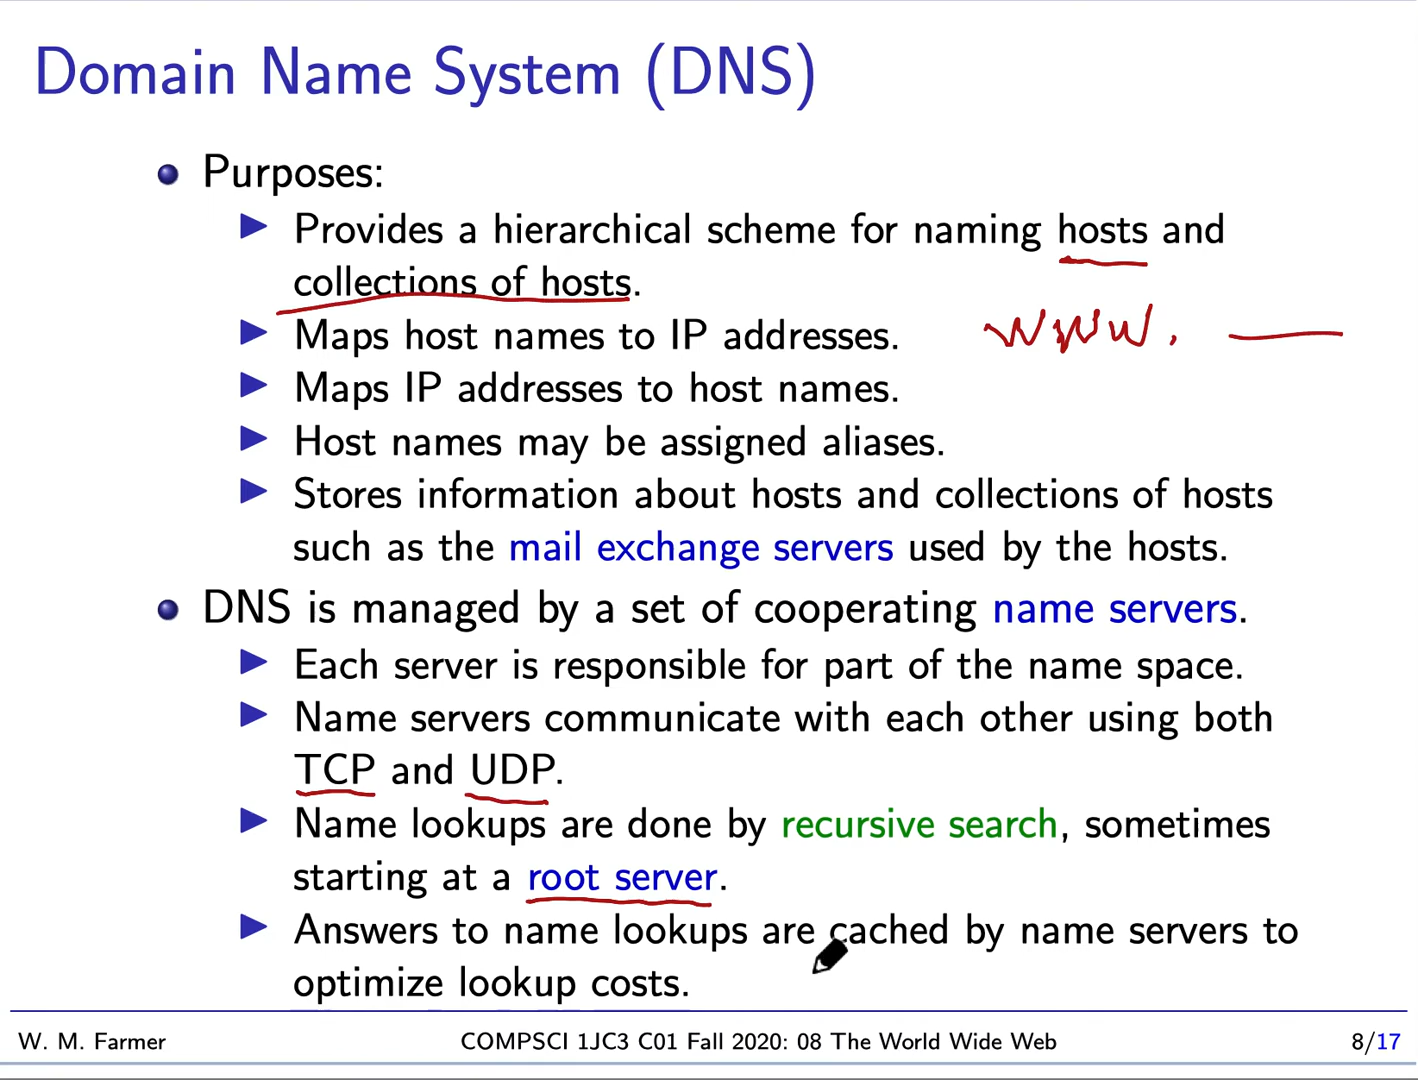 Domain Name System (DNS)
Purposes:
Provides a hierarchical scheme for naming hosts and
collections of hosts.
Maps host names to IP addresses.
www. ___
Maps IP addresses to host names.
Host names may be assigned aliases.
Stores information about hosts and collections of hosts
such as the mail exchange servers used by the hosts.
DNS is managed by a set of cooperating name servers.
Each server is responsible for part of the name space.
Name servers communicate with each other using both
TCP and UDP.
Name lookups are done by recursive search, sometimes
starting at a root server.
Answers to name lookups are cached by name servers to
optimize lookup costs.
W. M. Farmer
COMPSCI 1JC3 C01 Fall 2020: 08 The World Wide Web
8/17